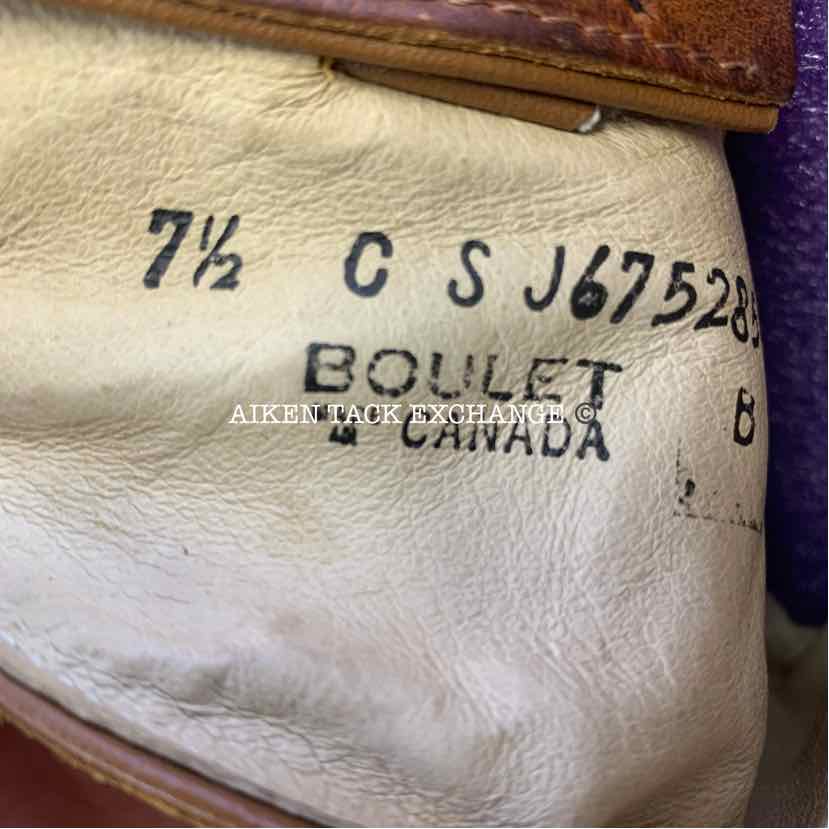 7½ C S J675285
BOULET
CANADA
B
AIKEN TACK EXCHANGE ©